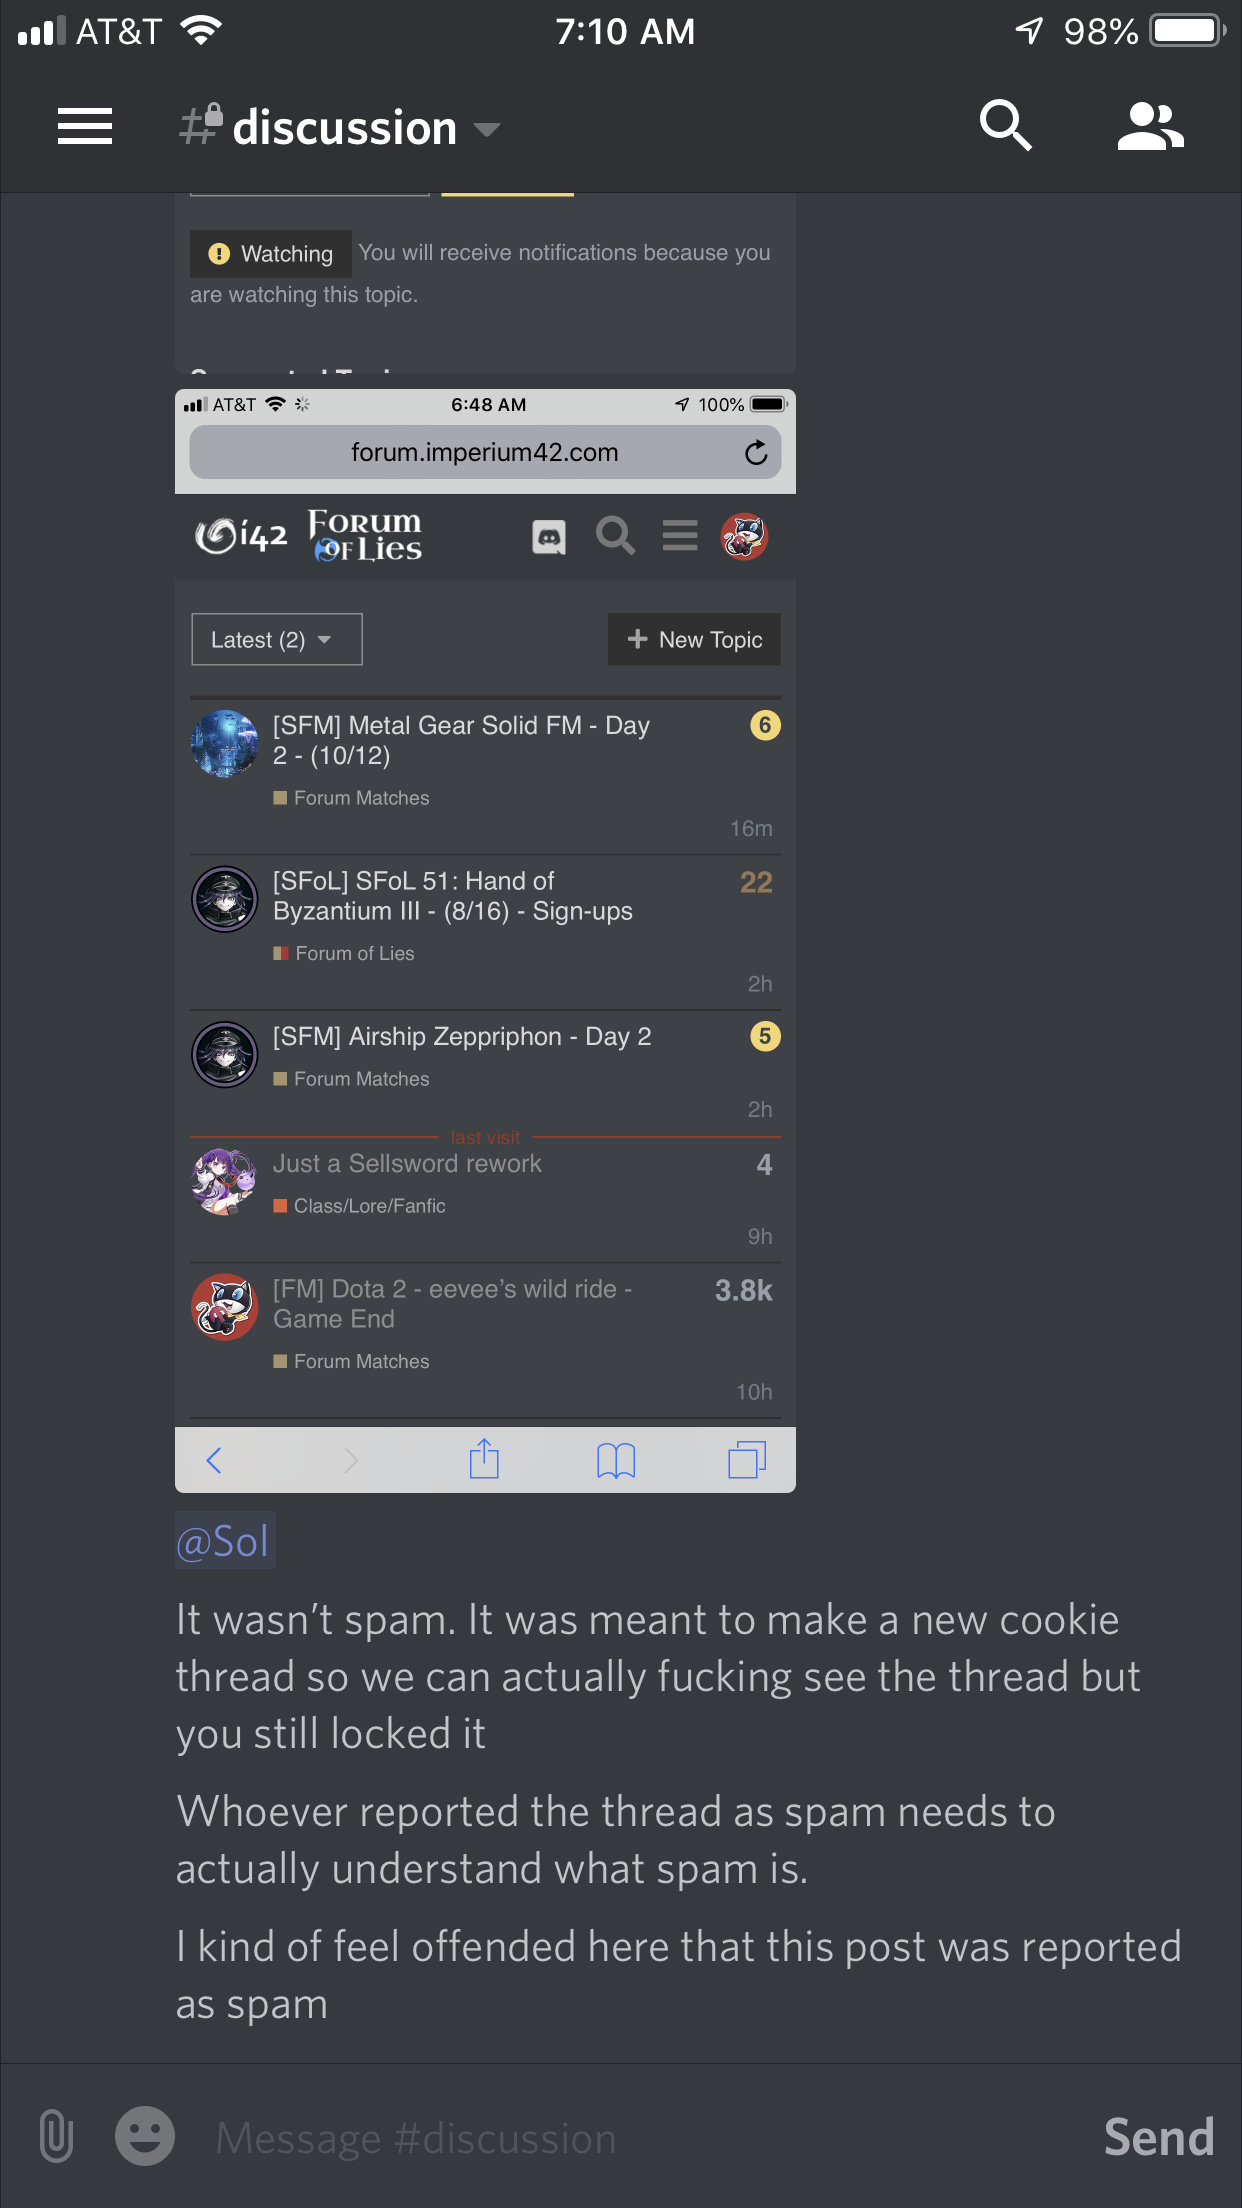 AT&T 7:10 AM 98%
# discussion
Watching You will receive notifications because you
are watching this topic.
AT&T 6:48 AM 100%
forum.imperium42.com
i42 FORUM OF LIES
Latest (2) + New Topic
[SFM] Metal Gear Solid FM - Day 6
2 - (10/12)
Forum Matches
16m
[SFoL] SFoL 51: Hand of 22
Byzantium III - (8/16) - Sign-ups
Forum of Lies
2h
[SFM] Airship Zeppriphon - Day 2 5
Forum Matches
2h
last visit
Just a Sellsword rework 4
Class/Lore/Fanfic
9h
[FM] Dota 2 - eevee’s wild ride - 3.8k
Game End
Forum Matches
10h
@Sol
It wasn’t spam. It was meant to make a new cookie
thread so we can actually fucking see the thread but
you still locked it
Whoever reported the thread as spam needs to
actually understand what spam is.
I kind of feel offended here that this post was reported
as spam
Message #discussion Send